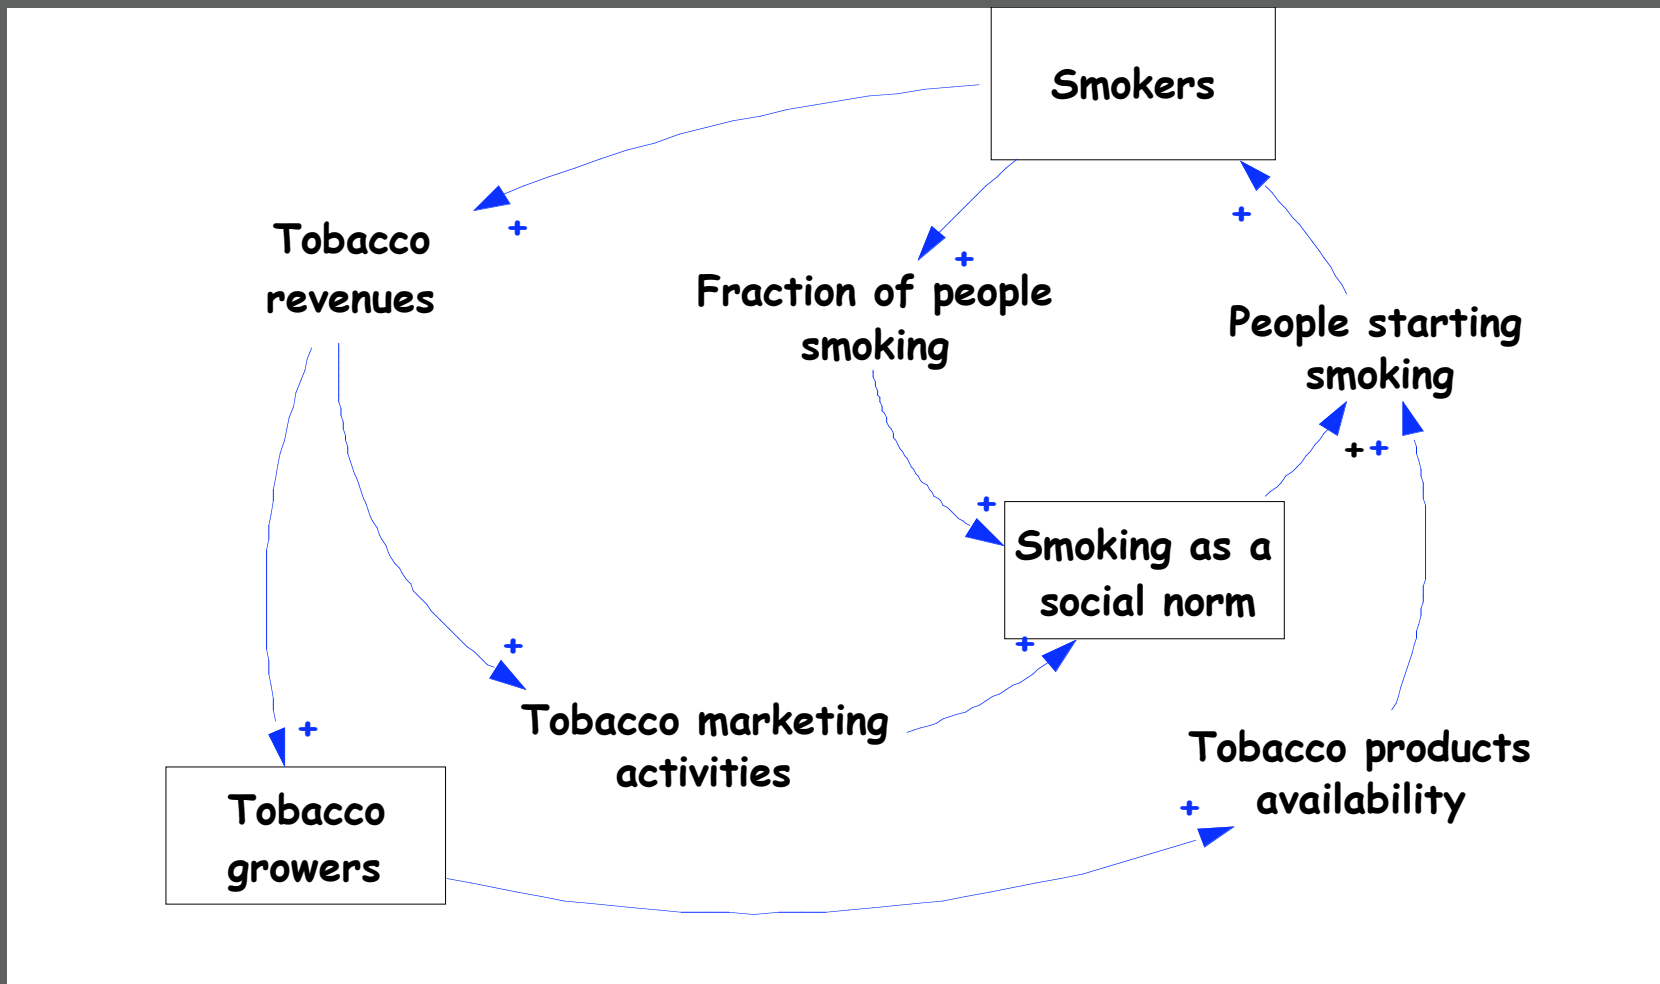 Smokers
+
Tobacco
revenues
+
+
Fraction of people
smoking
People starting
smoking
+
+
+
Smoking as a
social norm
+
+
Tobacco marketing
activities
+
Tobacco
growers
Tobacco products
availability
+